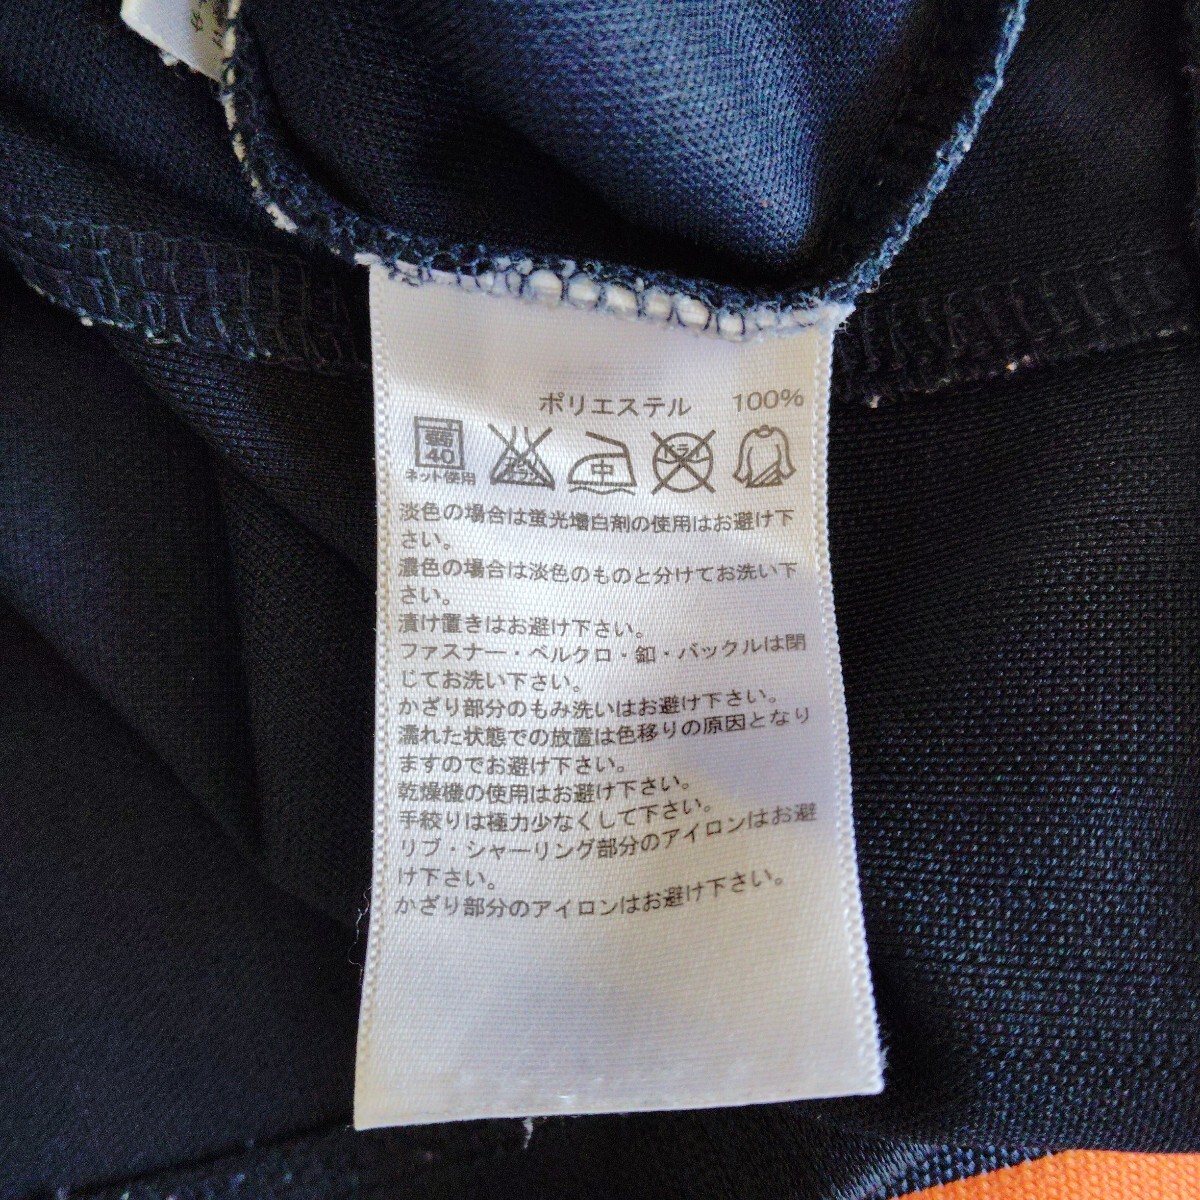 ポリエステル 100%
弱
40
ネット使用
中
淡色の場合は蛍光増白剤の使用はお避け下
さい。
濃色の場合は淡色のものと分けてお洗い下
さい。
漬け置きはお避け下さい。
ファスナー・ベルクロ・釦・バックルは閉
じてお洗い下さい。
かざり部分のもみ洗いはお避け下さい。
濡れた状態での放置は色移りの原因となり
ますのでお避け下さい。
乾燥機の使用はお避け下さい。
手絞りは極力少なくして下さい。
リブ・シャーリング部分のアイロンはお避
け下さい。
かざり部分のアイロンはお避け下さい。